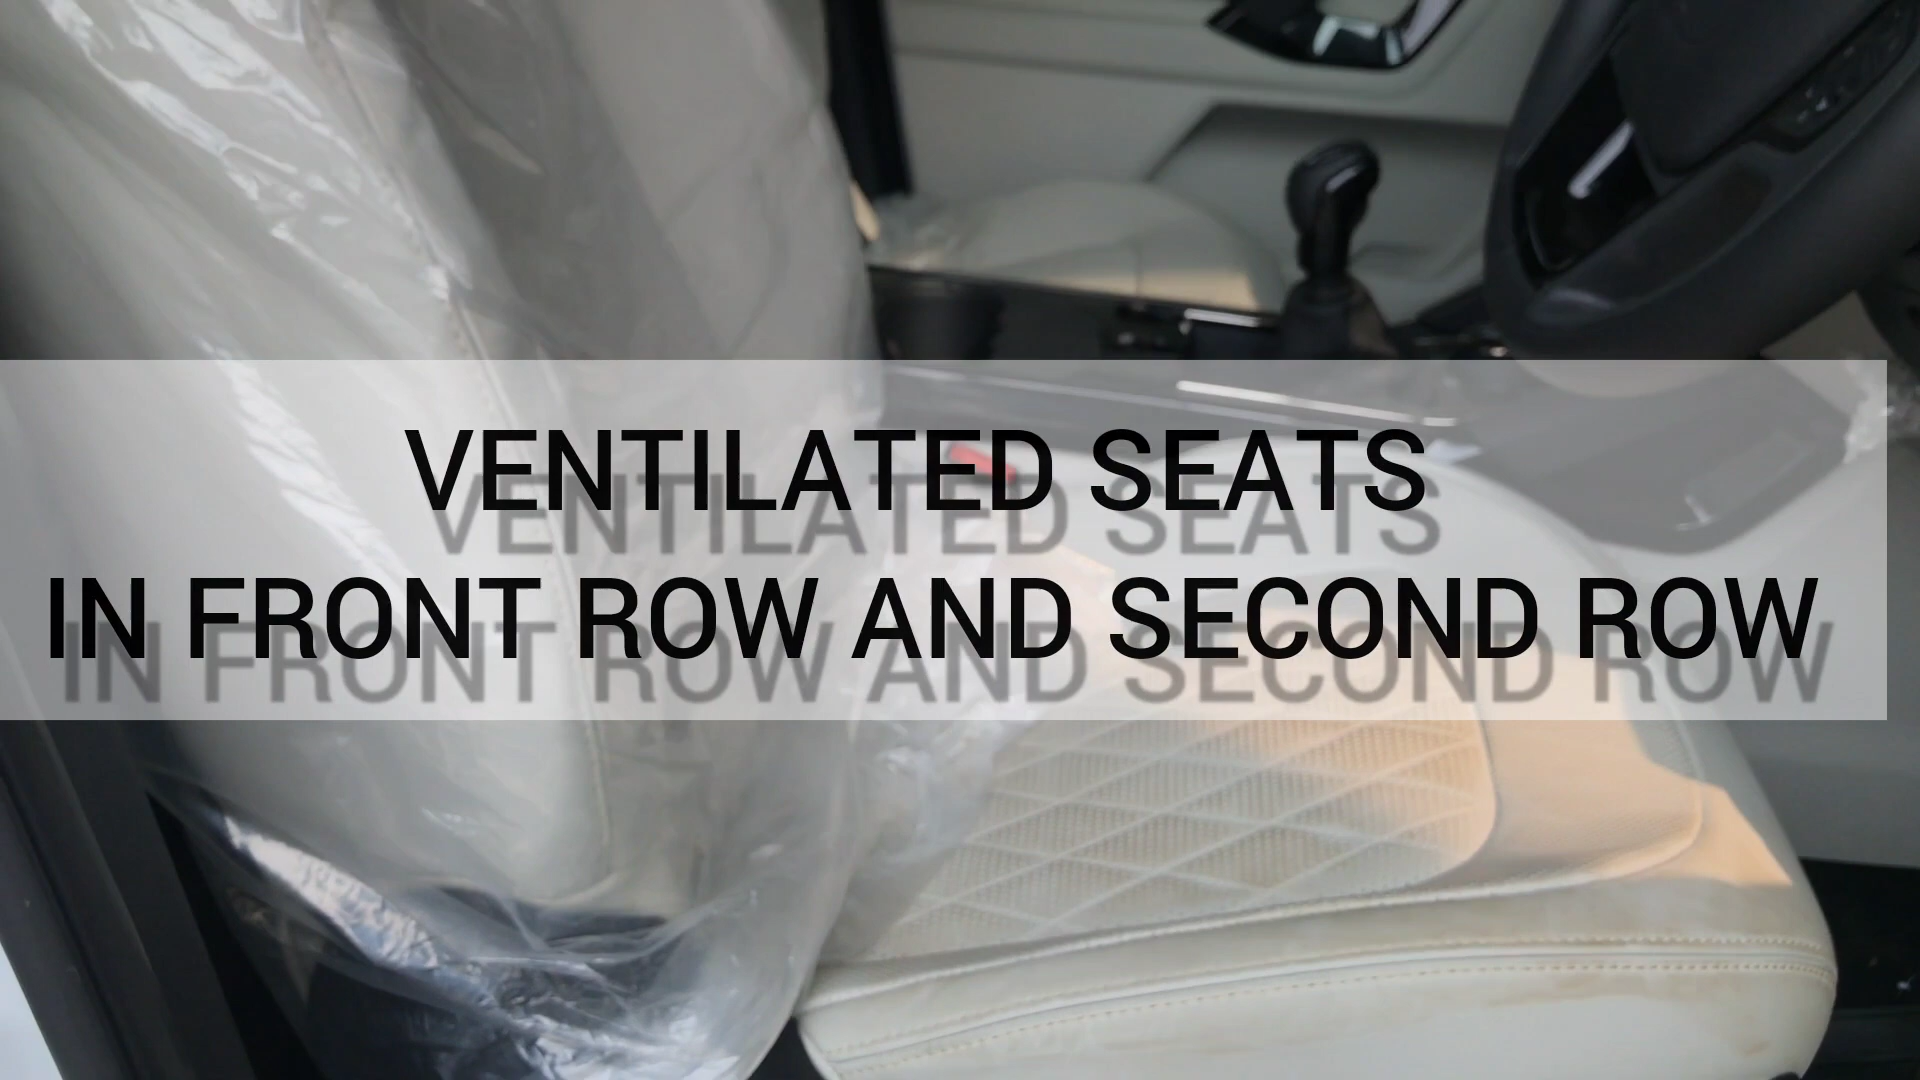 VENTILATED SEATS
IN FRONT ROW AND SECOND ROW